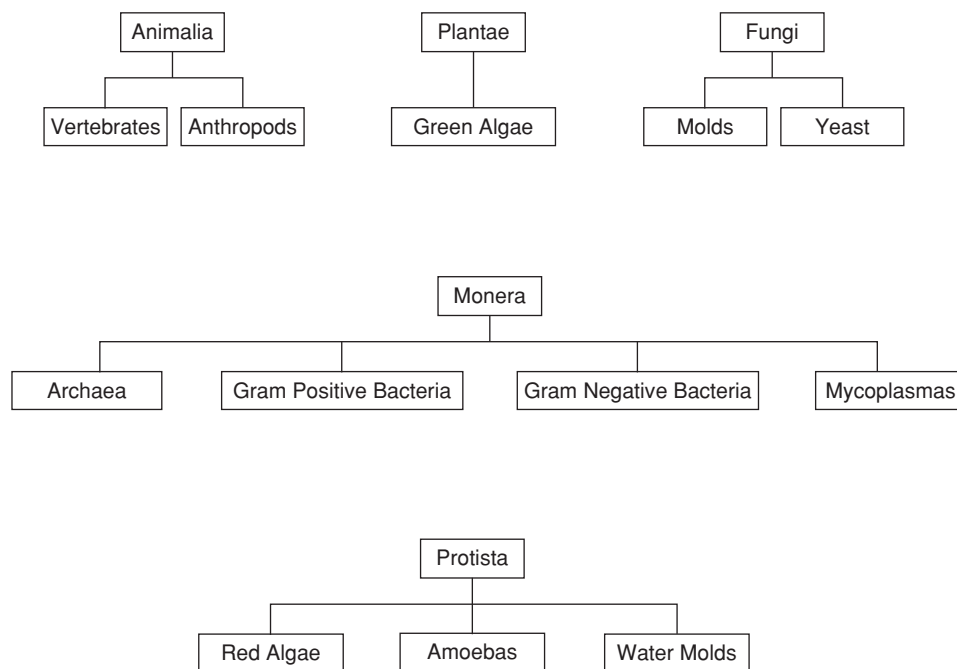 Animalia
Plantae
Fungi
Vertebrates
Anthropods
Green Algae
Molds
Yeast
Monera
Archaea
Gram Positive Bacteria
Gram Negative Bacteria
Mycoplasmas
Protista
Red Algae
Amoebas
Water Molds